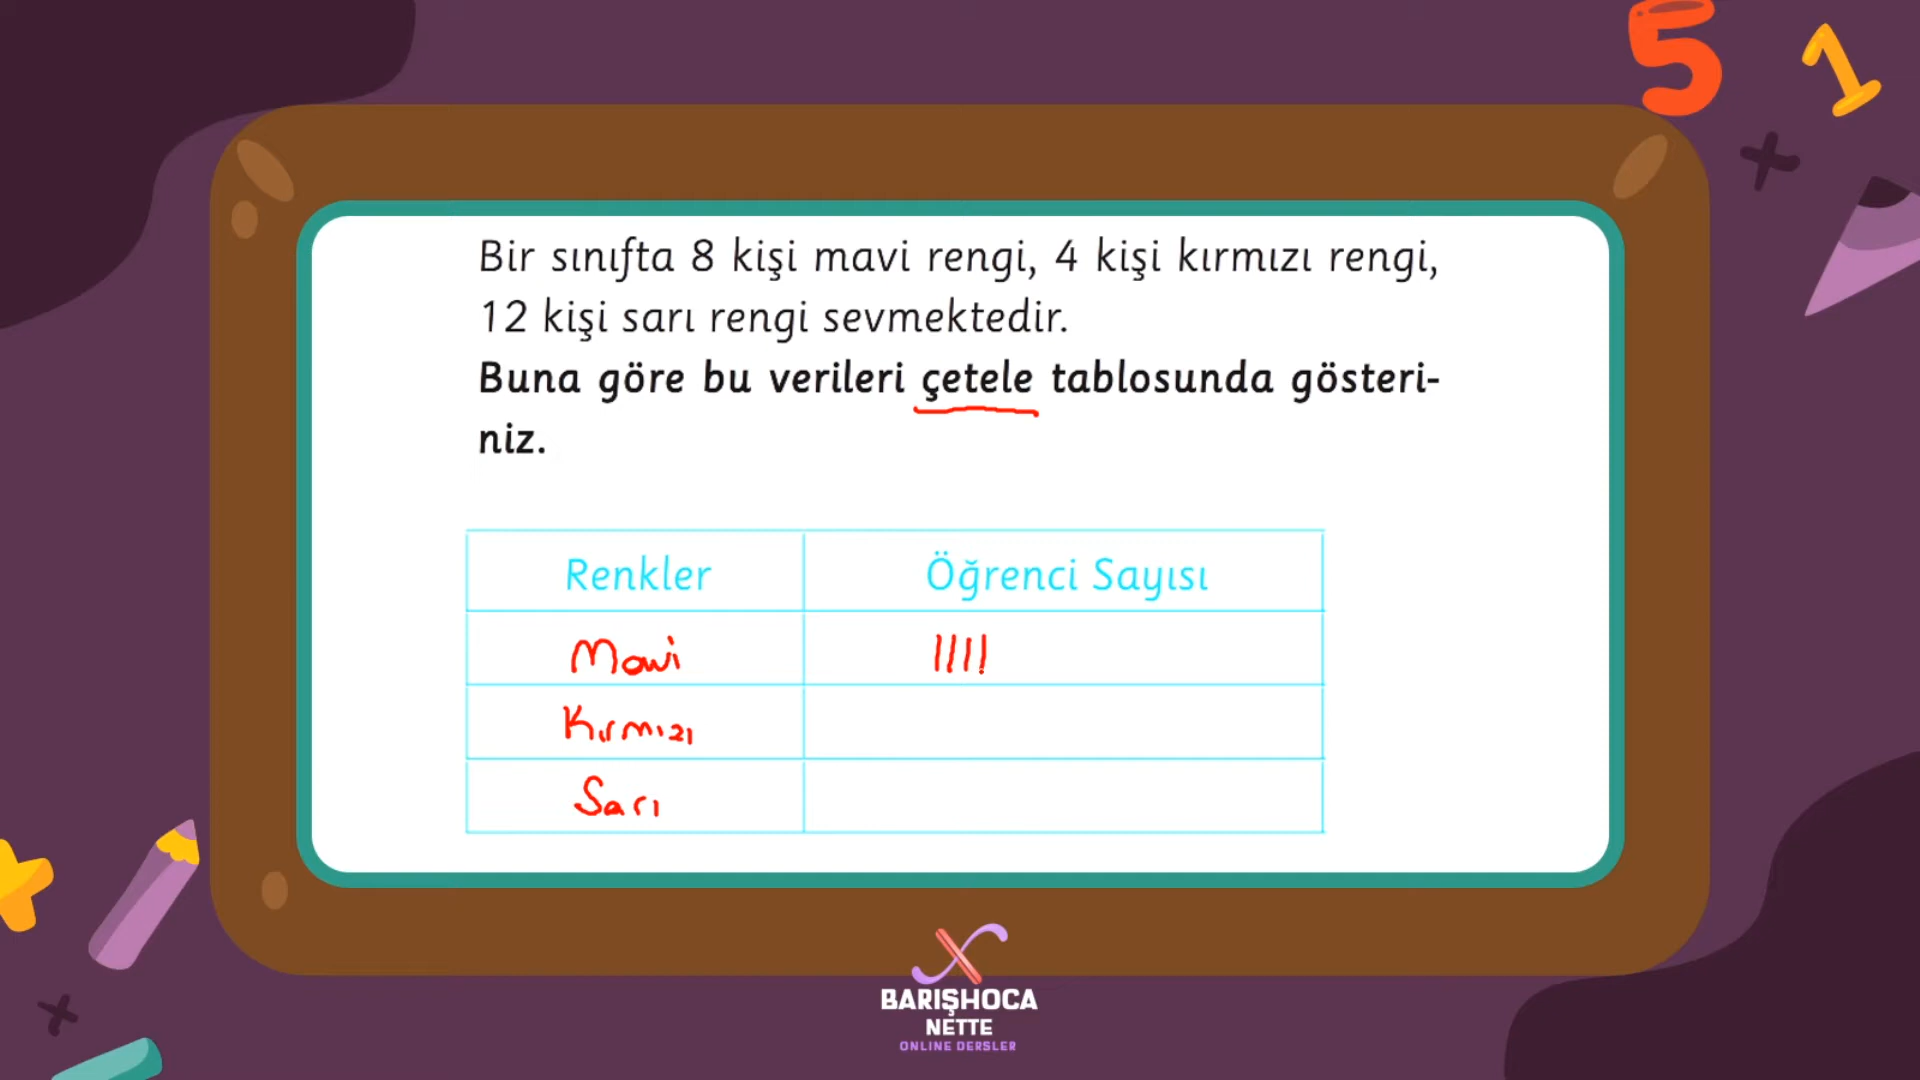 5 1
Bir sınıfta 8 kişi mavi rengi, 4 kişi kırmızı rengi,
12 kişi sarı rengi sevmektedir.
Buna göre bu verileri çetele tablosunda gösteri-
niz.
Renkler Öğrenci Sayısı
Mavi ||||
Kırmızı
Sarı
BARIŞHOCA
NETTE
ONLINE DERSLER